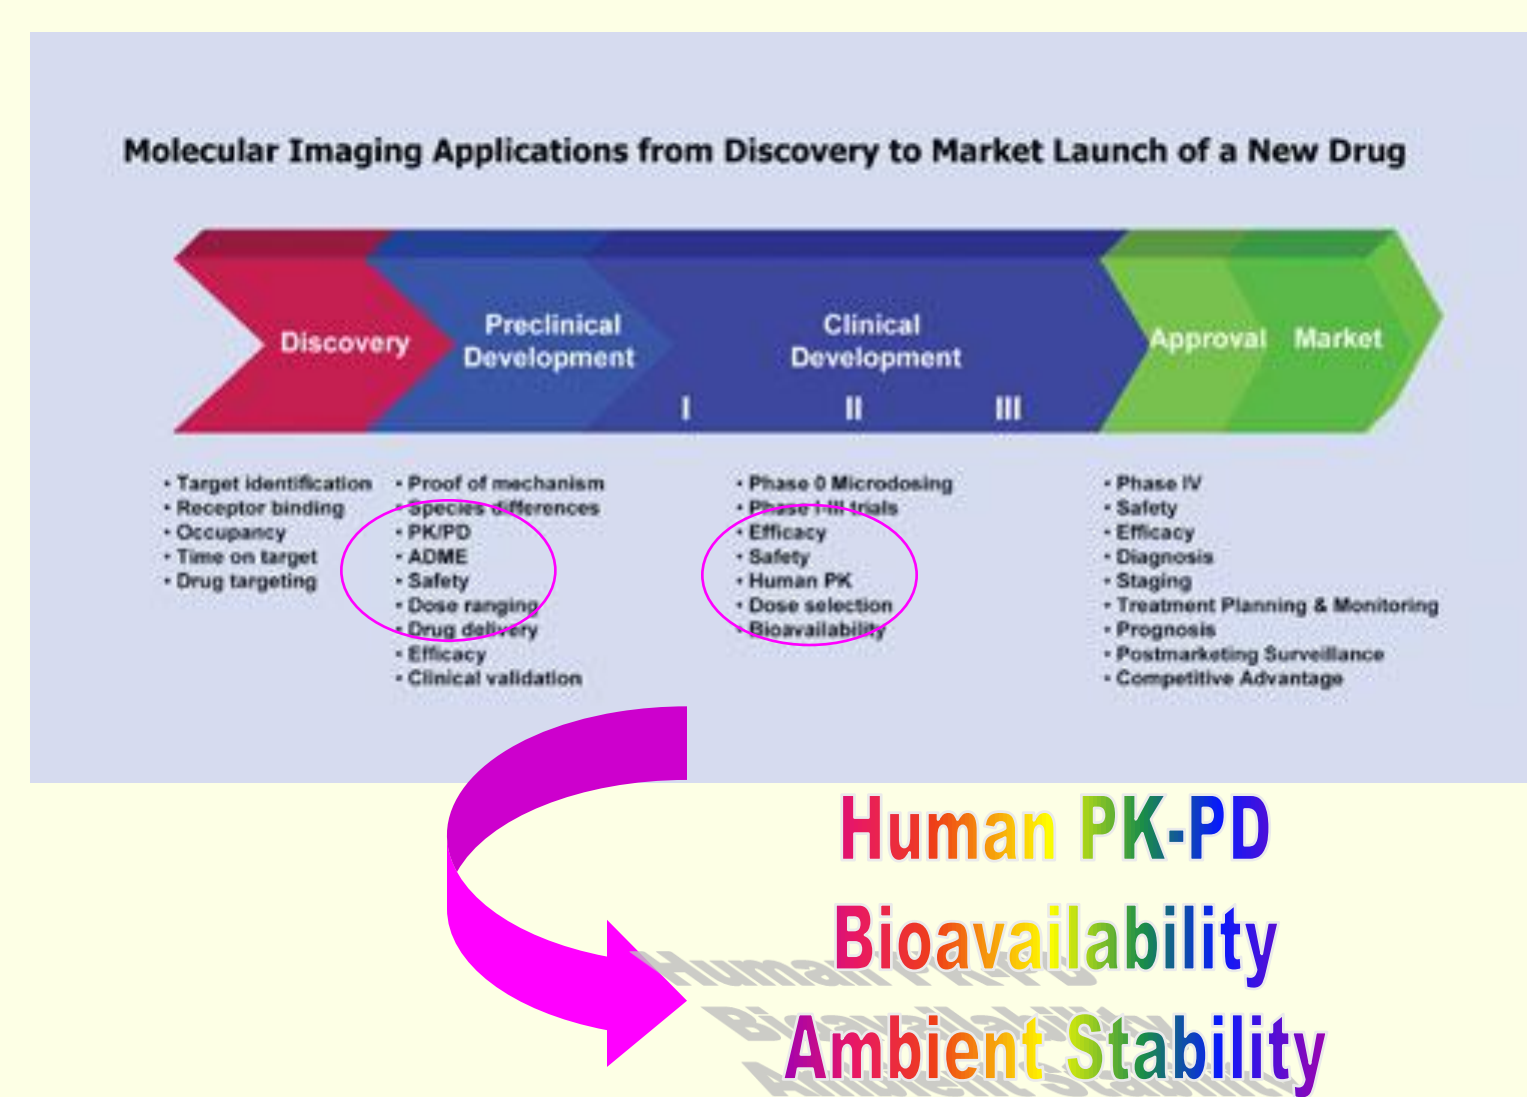 Molecular Imaging Applications from Discovery to Market Launch of a New Drug
Discovery
Preclinical
Development
Clinical
Development
I II III
Approval
Market
• Target identification
• Receptor binding
• Occupancy
• Time on target
• Drug targeting
• Proof of mechanism
• Species differences
• PK/PD
• ADME
• Safety
• Dose ranging
• Drug delivery
• Efficacy
• Clinical validation
• Phase 0 Microdosing
• Phase I-III trials
• Efficacy
• Safety
• Human PK
• Dose selection
• Bioavailability
• Phase IV
• Safety
• Efficacy
• Diagnosis
• Staging
• Treatment Planning & Monitoring
• Prognosis
• Postmarketing Surveillance
• Competitive Advantage
Human PK-PD
Bioavailability
Ambient Stability